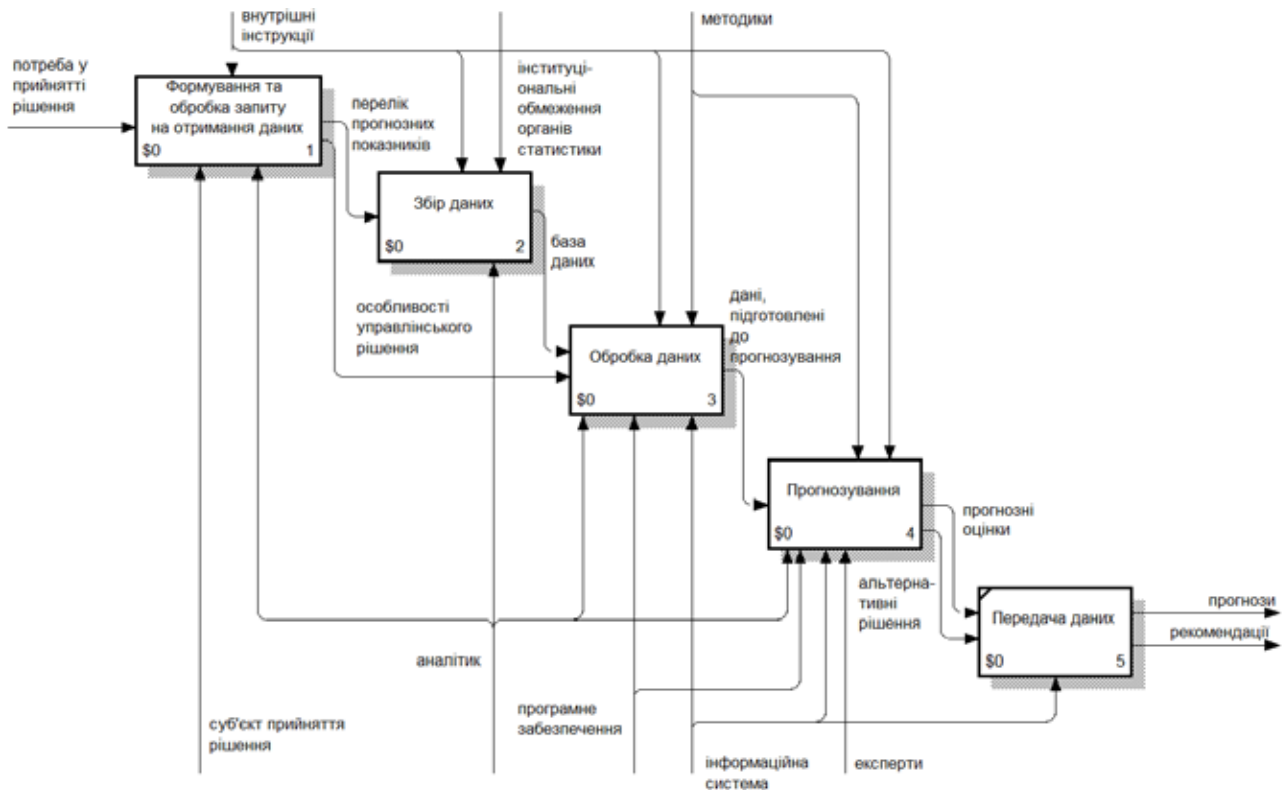 внутрішні
інструкції
методики
потреба у
прийнятті
рішення
Формування та
обробка запиту
на отримання даних
$0
1
перелік
прогнозних
показників
інституці-
ональні
обмеження
органів
статистики
Збір даних
$0
2
база
даних
особливості
управлінського
рішення
дані,
підготовлені
до
прогнозування
Обробка даних
$0
3
Прогнозування
$0
4
прогнозні
оцінки
альтерна-
тивні
рішення
Передача даних
$0
5
прогнози
рекомендації
аналітик
суб'єкт прийняття
рішення
програмне
забезпечення
інформаційна
система
експерти